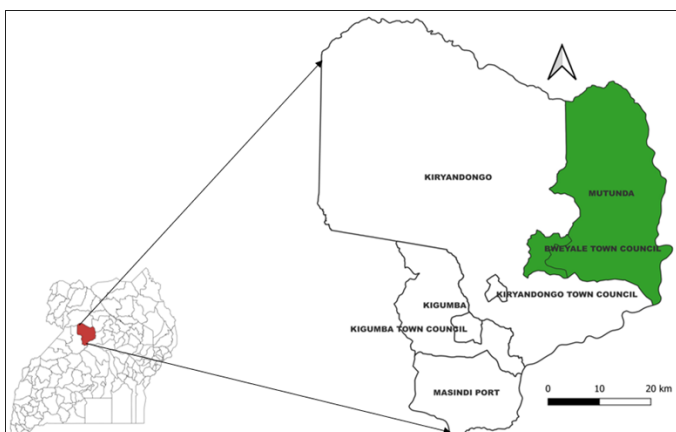 KIRYANDONGO
MUTUNDA
BWEYALE TOWN COUNCIL
KIRYANDONGO TOWN COUNCIL
KIGUMBA
KIGUMBA TOWN COUNCIL
MASINDI PORT
0 10 20 km